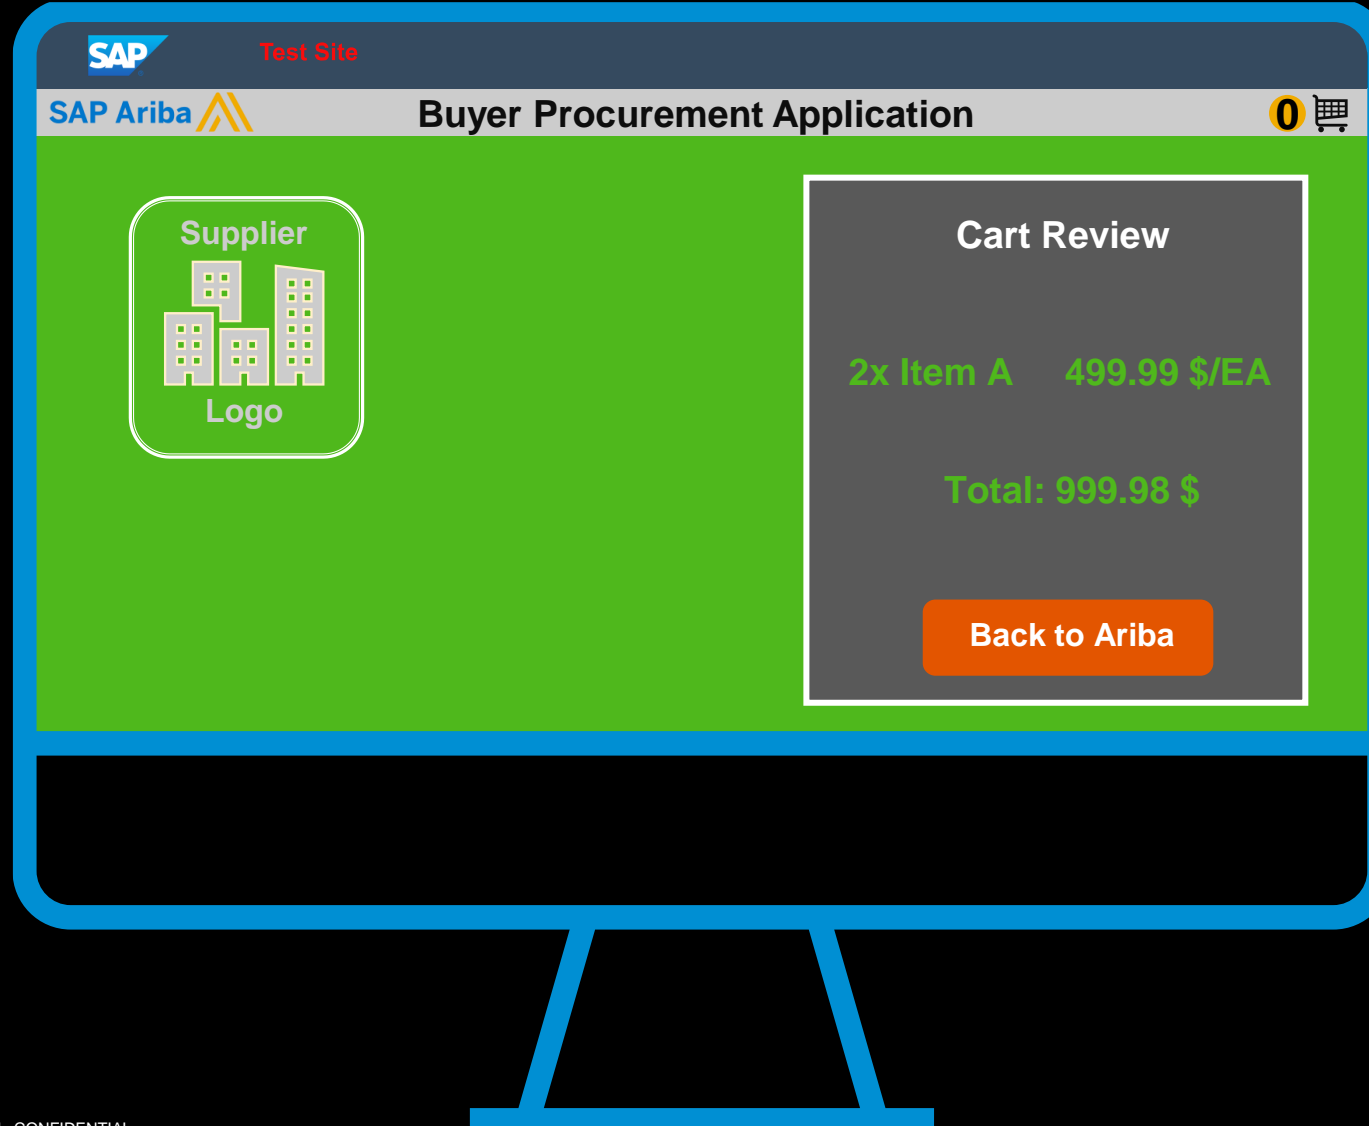 SAP Test Site
SAP Ariba Buyer Procurement Application 0
Supplier
Logo
Cart Review
2x Item A 499.99 $/EA
Total: 999.98 $
Back to Ariba
CONFIDENTIAL